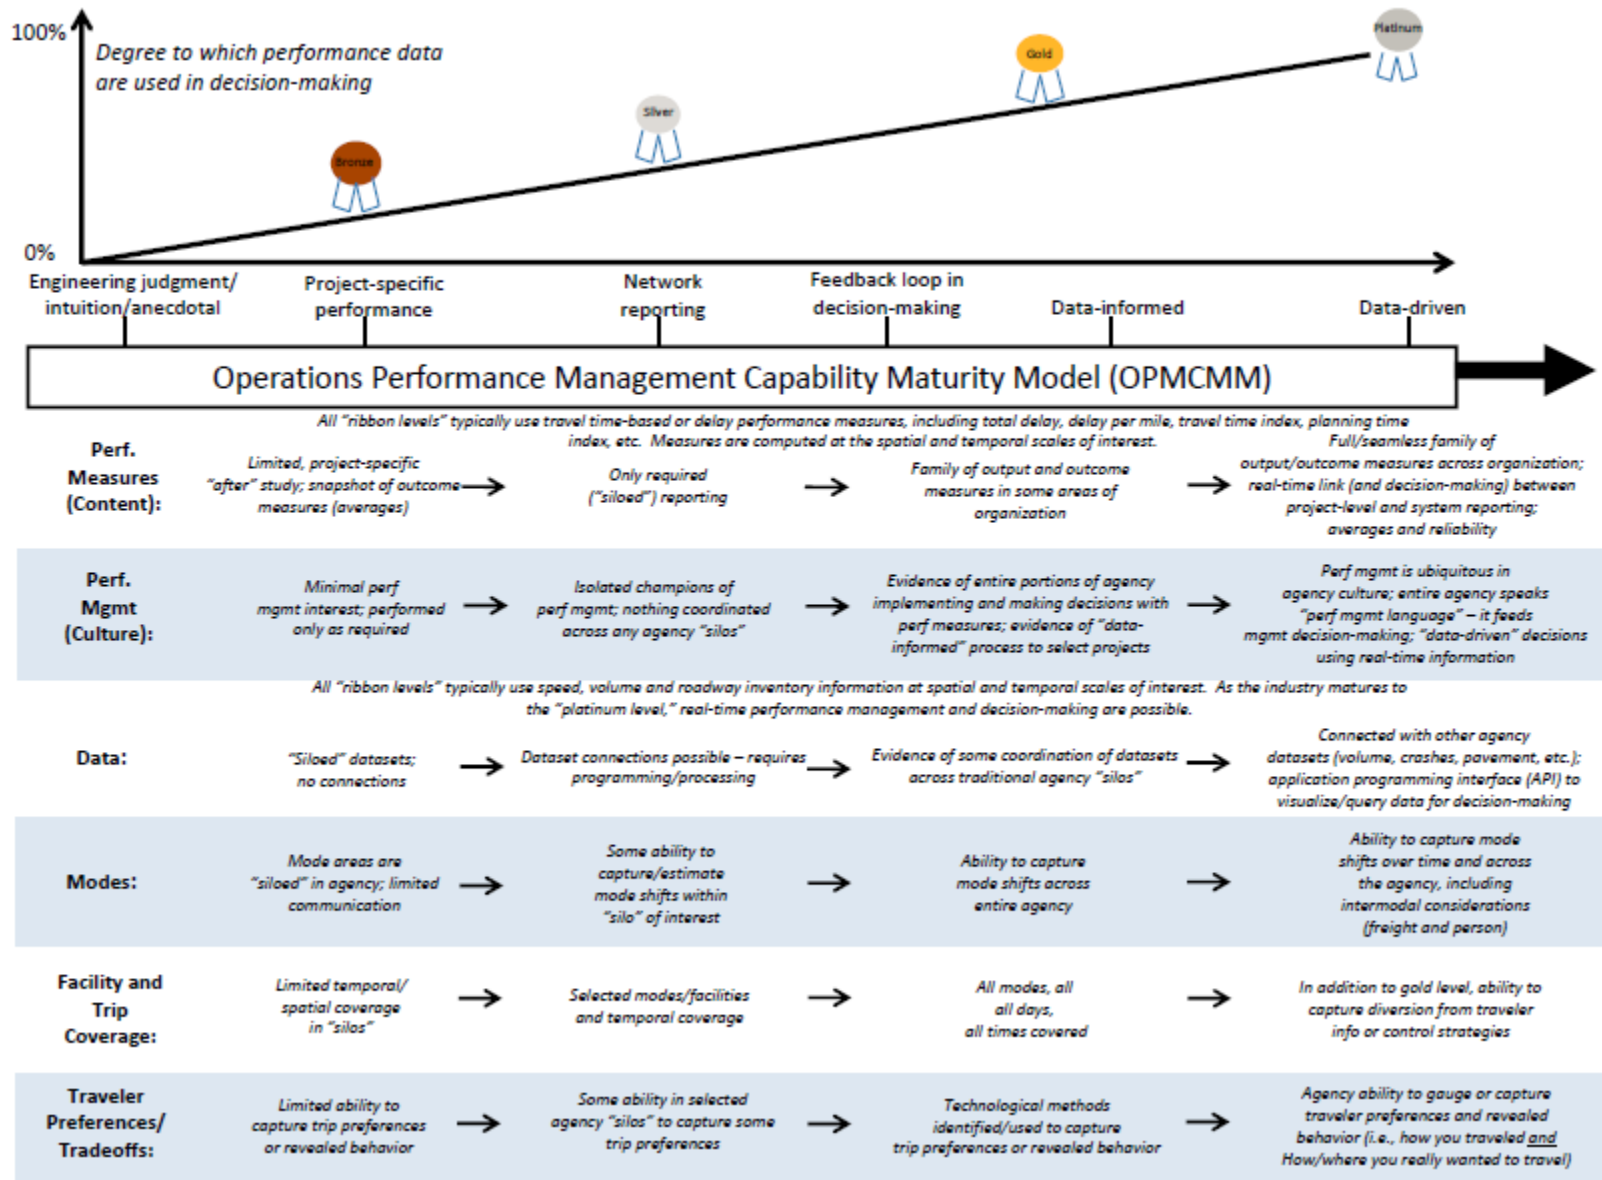 100%
Degree to which performance data
are used in decision-making
Bronze
Silver
Gold
Platinum
0%
Engineering judgment/
intuition/anecdotal
Project-specific
performance
Network
reporting
Feedback loop in
decision-making
Data-informed
Data-driven
Operations Performance Management Capability Maturity Model (OPMCMM)
All "ribbon levels" typically use travel time-based or delay performance measures, including total delay, delay per mile, travel time index, planning time
index, etc. Measures are computed at the spatial and temporal scales of interest.
Perf.
Measures
(Content):
Limited, project-specific
"after" study; snapshot of outcome
measures (averages)
Only required
("siloed") reporting
Family of output and outcome
measures in some areas of
organization
Full/seamless family of
output/outcome measures across organization;
real-time link (and decision-making) between
project-level and system reporting;
averages and reliability
Perf.
Mgmt
(Culture):
Minimal perf
mgmt interest; performed
only as required
Isolated champions of
perf mgmt; nothing coordinated
across any agency "silos"
Evidence of entire portions of agency
implementing and making decisions with
perf measures; evidence of "data-
informed" process to select projects
Perf mgmt is ubiquitous in
agency culture; entire agency speaks
"perf mgmt language" – it feeds
mgmt decision-making; "data-driven" decisions
using real-time information
All "ribbon levels" typically use speed, volume and roadway inventory information at spatial and temporal scales of interest. As the industry matures to
the "platinum level," real-time performance management and decision-making are possible.
Data:
"Siloed" datasets;
no connections
Dataset connections possible – requires
programming/processing
Evidence of some coordination of datasets
across traditional agency "silos"
Connected with other agency
datasets (volume, crashes, pavement, etc.);
application programming interface (API) to
visualize/query data for decision-making
Modes:
Mode areas are
"siloed" in agency; limited
communication
Some ability to
capture/estimate
mode shifts within
"silo" of interest
Ability to capture
mode shifts across
entire agency
Ability to capture mode
shifts over time and across
the agency, including
intermodal considerations
(freight and person)
Facility and
Trip
Coverage:
Limited temporal/
spatial coverage
in "silos"
Selected modes/facilities
and temporal coverage
All modes, all
all days,
all times covered
In addition to gold level, ability to
capture diversion from traveler
info or control strategies
Traveler
Preferences/
Tradeoffs:
Limited ability to
capture trip preferences
or revealed behavior
Some ability in selected
agency "silos" to capture some
trip preferences
Technological methods
identified/used to capture
trip preferences or revealed behavior
Agency ability to gauge or capture
traveler preferences and revealed
behavior (i.e., how you traveled and
How/where you really wanted to travel)